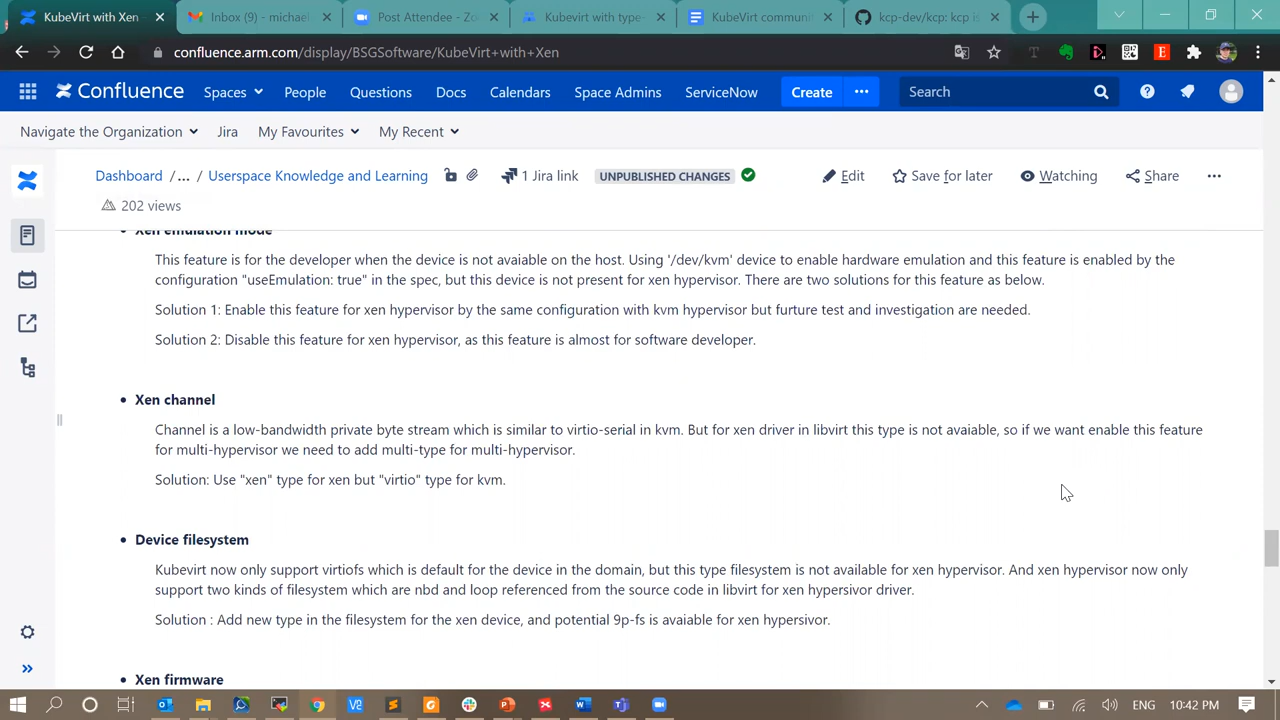 KubeVirt with Xen -
Inbox (9) - michae
Post Attendee - Zo
Kubevirt with type-
KubeVirt commun
kcp-dev/kcp: kcp is
confluence.arm.com/display/BSGSoftware/KubeVirt+with+Xen
Confluence
Spaces
People
Questions
Docs
Calendars
Space Admins
ServiceNow
Create
Search
Navigate the Organization
Jira
My Favourites
My Recent
Dashboard /... / Userspace Knowledge and Learning
1 Jira link
UNPUBLISHED CHANGES
Edit
Save for later
Watching
Share
202 views
• Xen emulation mode
This feature is for the developer when the device is not avaiable on the host. Using '/dev/kvm' device to enable hardware emulation and this feature is enabled by the
configuration "useEmulation: true" in the spec, but this device is not present for xen hypervisor. There are two solutions for this feature as below.
Solution 1: Enable this feature for xen hypervisor by the same configuration with kvm hypervisor but furture test and investigation are needed.
Solution 2: Disable this feature for xen hypervisor, as this feature is almost for software developer.
• Xen channel
Channel is a low-bandwidth private byte stream which is similar to virtio-serial in kvm. But for xen driver in libvirt this type is not avaiable, so if we want enable this feature
for multi-hypervisor we need to add multi-type for multi-hypervisor.
Solution: Use "xen" type for xen but "virtio" type for kvm.
• Device filesystem
Kubevirt now only support virtiofs which is default for the device in the domain, but this type filesystem is not available for xen hypervisor. And xen hypervisor now only
support two kinds of filesystem which are nbd and loop referenced from the source code in libvirt for xen hypersivor driver.
Solution : Add new type in the filesystem for the xen device, and potential 9p-fs is avaiable for xen hypersivor.
• Xen firmware
ENG
10:42 PM